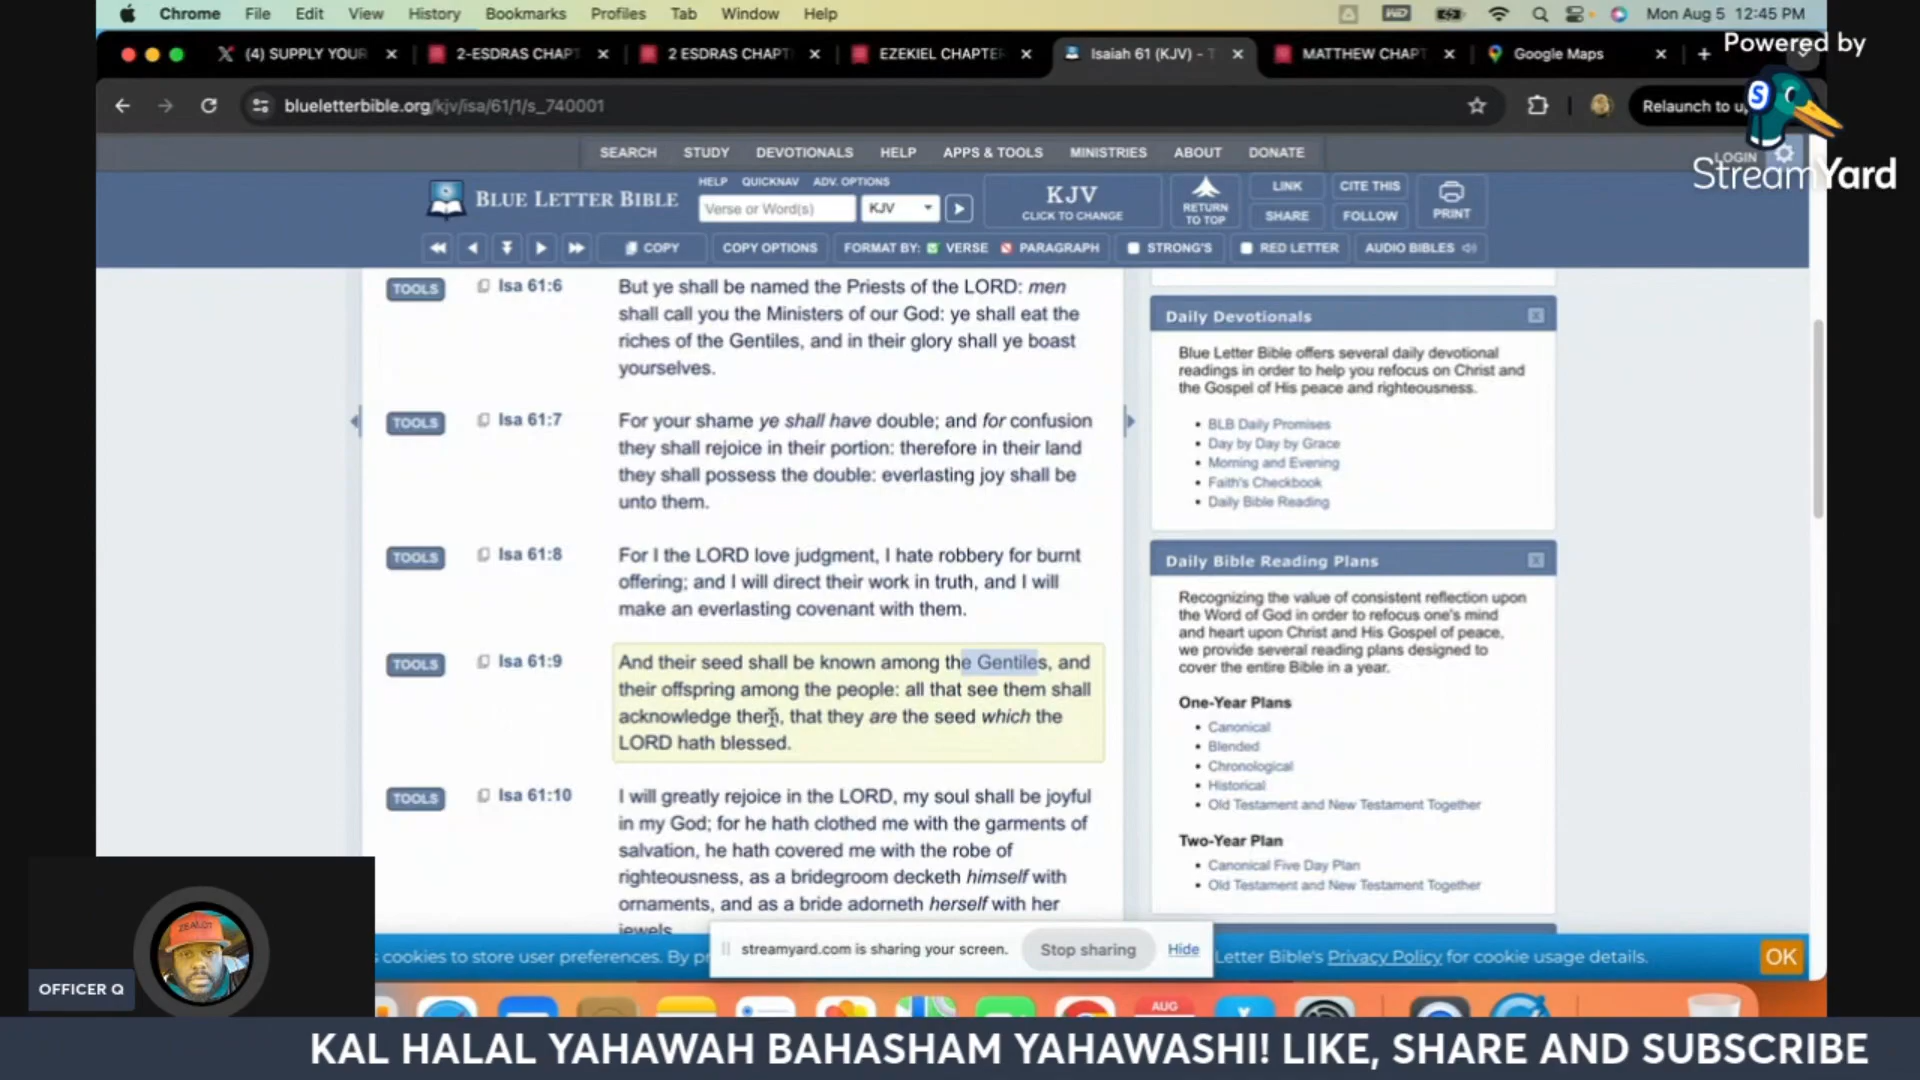 Chrome File Edit View History Bookmarks Profiles Tab Window Help
Mon Aug 5 12:45 PM
(4) SUPPLY YOUR
2-ESDRAS CHAPT
2 ESDRAS CHAPT
EZEKIEL CHAPTER
Isaiah 61 (KJV) - T
MATTHEW CHAPT
Google Maps
Powered by
StreamYard
blueletterbible.org/kjv/isa/61/1/s_740001
Relaunch to u
SEARCH STUDY DEVOTIONALS HELP APPS & TOOLS MINISTRIES ABOUT DONATE
LOGIN
BLUE LETTER BIBLE
HELP QUICKNAV ADV. OPTIONS
Verse or Word(s)
KJV
KJV
CLICK TO CHANGE
RETURN
TO TOP
LINK
CITE THIS
SHARE
FOLLOW
PRINT
COPY
COPY OPTIONS
FORMAT BY: VERSE PARAGRAPH
STRONG'S
RED LETTER
AUDIO BIBLES
TOOLS
Isa 61:6
But ye shall be named the Priests of the LORD: men
shall call you the Ministers of our God: ye shall eat the
riches of the Gentiles, and in their glory shall ye boast
yourselves.
TOOLS
Isa 61:7
For your shame ye shall have double; and for confusion
they shall rejoice in their portion: therefore in their land
they shall possess the double: everlasting joy shall be
unto them.
TOOLS
Isa 61:8
For I the LORD love judgment, I hate robbery for burnt
offering; and I will direct their work in truth, and I will
make an everlasting covenant with them.
TOOLS
Isa 61:9
And their seed shall be known among the Gentiles, and
their offspring among the people: all that see them shall
acknowledge them, that they are the seed which the
LORD hath blessed.
TOOLS
Isa 61:10
I will greatly rejoice in the LORD, my soul shall be joyful
in my God; for he hath clothed me with the garments of
salvation, he hath covered me with the robe of
righteousness, as a bridegroom decketh himself with
ornaments, and as a bride adorneth herself with her
jewels.
Daily Devotionals
Blue Letter Bible offers several daily devotional
readings in order to help you refocus on Christ and
the Gospel of His peace and righteousness.
BLB Daily Promises
Day by Day by Grace
Morning and Evening
Faith's Checkbook
Daily Bible Reading
Daily Bible Reading Plans
Recognizing the value of consistent reflection upon
the Word of God in order to refocus one's mind
and heart upon Christ and His Gospel of peace,
we provide several reading plans designed to
cover the entire Bible in a year.
One-Year Plans
Canonical
Blended
Chronological
Historical
Old Testament and New Testament Together
Two-Year Plan
Canonical Five Day Plan
Old Testament and New Testament Together
cookies to store user preferences. By
streamyard.com is sharing your screen.
Stop sharing
Hide
Letter Bible's Privacy Policy for cookie usage details.
OK
ZEALOT
OFFICER Q
AUG
KAL HALAL YAHAWAH BAHASHAM YAHAWASHI! LIKE, SHARE AND SUBSCRIBE